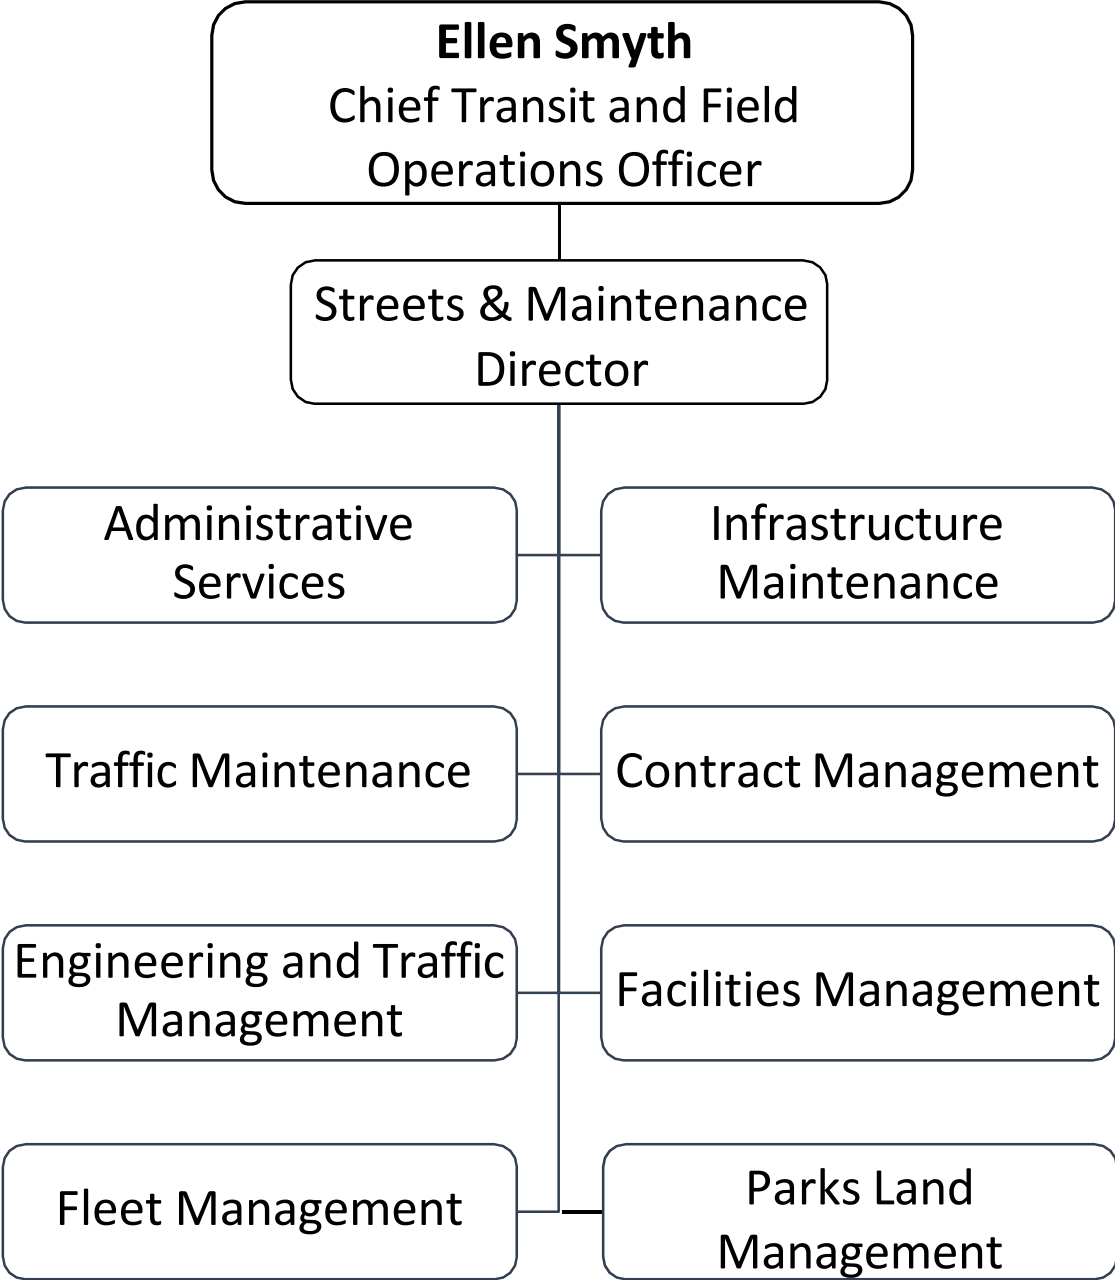 Ellen Smyth
Chief Transit and Field
Operations Officer
Streets & Maintenance
Director
Administrative
Services
Infrastructure
Maintenance
Traffic Maintenance
Contract Management
Engineering and Traffic
Management
Facilities Management
Fleet Management
Parks Land
Management